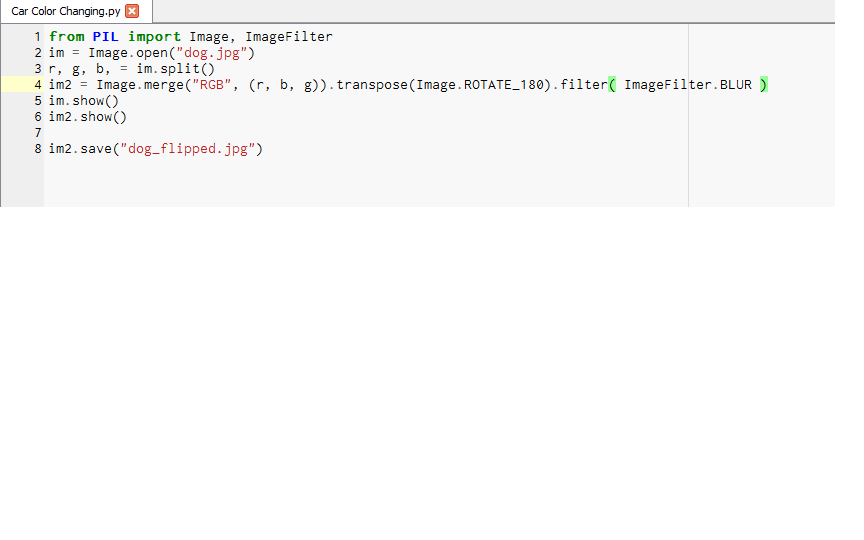 Car Color Changing.py
1 from PIL import Image, ImageFilter
2 im = Image.open("dog.jpg")
3 r, g, b, = im.split()
4 im2 = Image.merge("RGB", (r, b, g)).transpose(Image.ROTATE_180).filter( ImageFilter.BLUR )
5 im.show()
6 im2.show()
7
8 im2.save("dog_flipped.jpg")